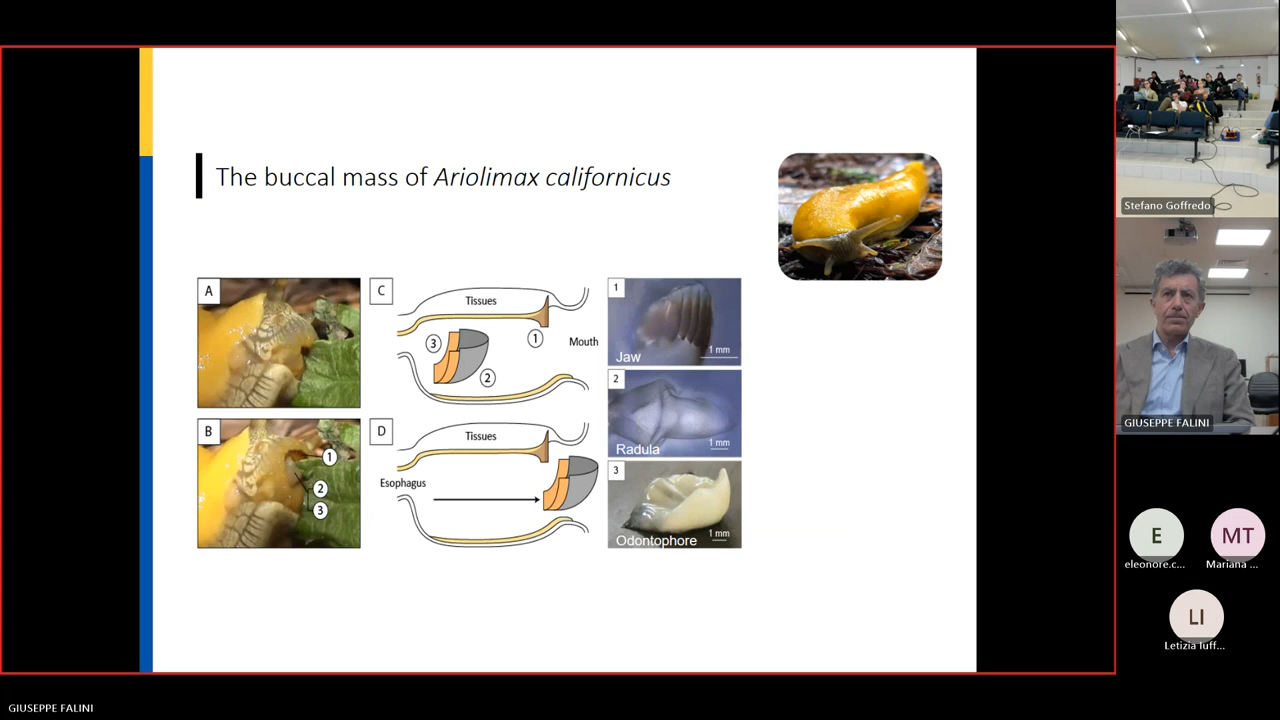 The buccal mass of Ariolimax californicus
A
C
Tissues
1
3
2
Mouth
1
Jaw
1 mm
2
Radula
1 mm
B
1
2
3
D
Tissues
Esophagus
3
Odontophore
1 mm
Stefano Goffredo
GIUSEPPE FALINI
E
eleonore.c...
MT
Mariana ...
LI
Letizia Iuff...
GIUSEPPE FALINI